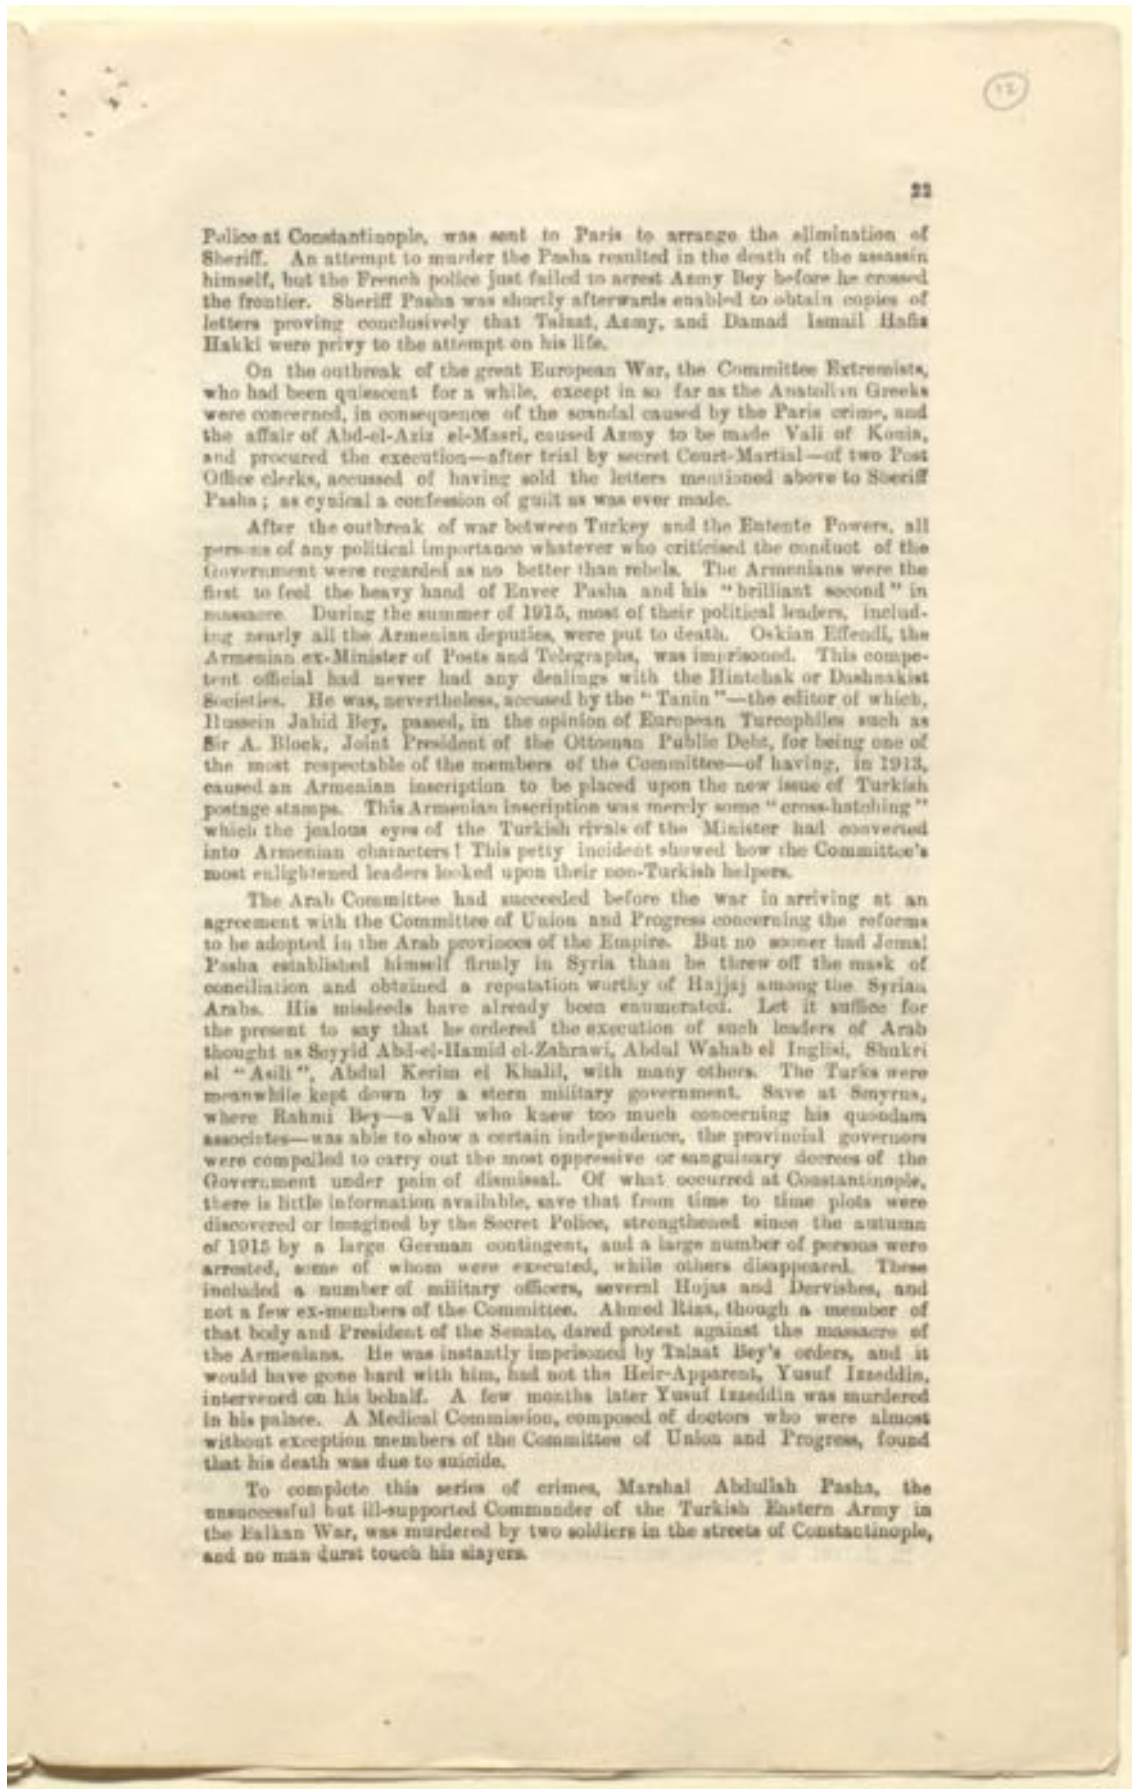 12
22
Police at Constantinople, was sent to Paris to arrange the elimination of
Sheriff. An attempt to murder the Pasha resulted in the death of the assassin
himself, but the French police just failed to arrest Azmy Bey before he crossed
the frontier. Sheriff Pasha was shortly afterwards enabled to obtain copies of
letters proving conclusively that Talaat, Azmy, and Damad Ismail Hafiz
Hakki were privy to the attempt on his life.
On the outbreak of the great European War, the Committee Extremists,
who had been quiescent for a while, except in so far as the Anatolian Greeks
were concerned, in consequence of the scandal caused by the Paris crime, and
the affair of Abd-el-Aziz el-Masri, caused Azmy to be made Vali of Konia,
and procured the execution—after trial by secret Court-Martial—of two Post
Office clerks, accussed of having sold the letters mentioned above to Sheriff
Pasha; as cynical a confession of guilt as was ever made.
After the outbreak of war between Turkey and the Entente Powers, all
persons of any political importance whatever who criticised the conduct of the
Government were regarded as no better than rebels. The Armenians were the
first to feel the heavy hand of Enver Pasha and his "brilliant second" in
massacre. During the summer of 1915, most of their political leaders, includ-
ing nearly all the Armenian deputies, were put to death. Oskian Effendi, the
Armenian ex-Minister of Posts and Telegraphs, was imprisoned. This compe-
tent official had never had any dealings with the Hintchak or Dashnakist
Societies. He was, nevertheless, accused by the "Tanin"—the editor of which,
Hussein Jahid Bey, passed, in the opinion of European Turcophiles such as
Sir A. Block, Joint President of the Ottoman Public Debt, for being one of
the most respectable of the members of the Committee—of having, in 1913,
caused an Armenian inscription to be placed upon the new issue of Turkish
postage stamps. This Armenian inscription was merely some "cross-hatching"
which the jealous eyes of the Turkish rivals of the Minister had converted
into Armenian characters! This petty incident showed how the Committee's
most enlightened leaders looked upon their non-Turkish helpers.
The Arab Committee had succeeded before the war in arriving at an
agreement with the Committee of Union and Progress concerning the reforms
to be adopted in the Arab provinces of the Empire. But no sooner had Jemal
Pasha established himself firmly in Syria than he threw off the mask of
conciliation and obtained a reputation worthy of Hajjaj among the Syrian
Arabs. His misdeeds have already been enumerated. Let it suffice for
the present to say that he ordered the execution of such leaders of Arab
thought as Seyyid Abd-el-Hamid el-Zahrawi, Abdul Wahab el Inglisi, Shukri
el "Asili", Abdul Kerim el Khalil, with many others. The Turks were
meanwhile kept down by a stern military government. Save at Smyrna,
where Rahmi Bey—a Vali who knew too much concerning his quondam
associates—was able to show a certain independence, the provincial governors
were compelled to carry out the most oppressive or sanguinary decrees of the
Government under pain of dismissal. Of what occurred at Constantinople,
there is little information available, save that from time to time plots were
discovered or imagined by the Secret Police, strengthened since the autumn
of 1915 by a large German contingent, and a large number of persons were
arrested, some of whom were executed, while others disappeared. These
included a number of military officers, several Hojas and Dervishes, and
not a few ex-members of the Committee. Ahmed Riza, though a member of
that body and President of the Senate, dared protest against the massacre of
the Armenians. He was instantly imprisoned by Talaat Bey's orders, and it
would have gone hard with him, had not the Heir-Apparent, Yusuf Izzeddin,
intervened on his behalf. A few months later Yusuf Izzeddin was murdered
in his palace. A Medical Commission, composed of doctors who were almost
without exception members of the Committee of Union and Progress, found
that his death was due to suicide.
To complete this series of crimes, Marshal Abdullah Pasha, the
unsuccessful but ill-supported Commander of the Turkish Eastern Army in
the Balkan War, was murdered by two soldiers in the streets of Constantinople,
and no man durst touch his slayers.